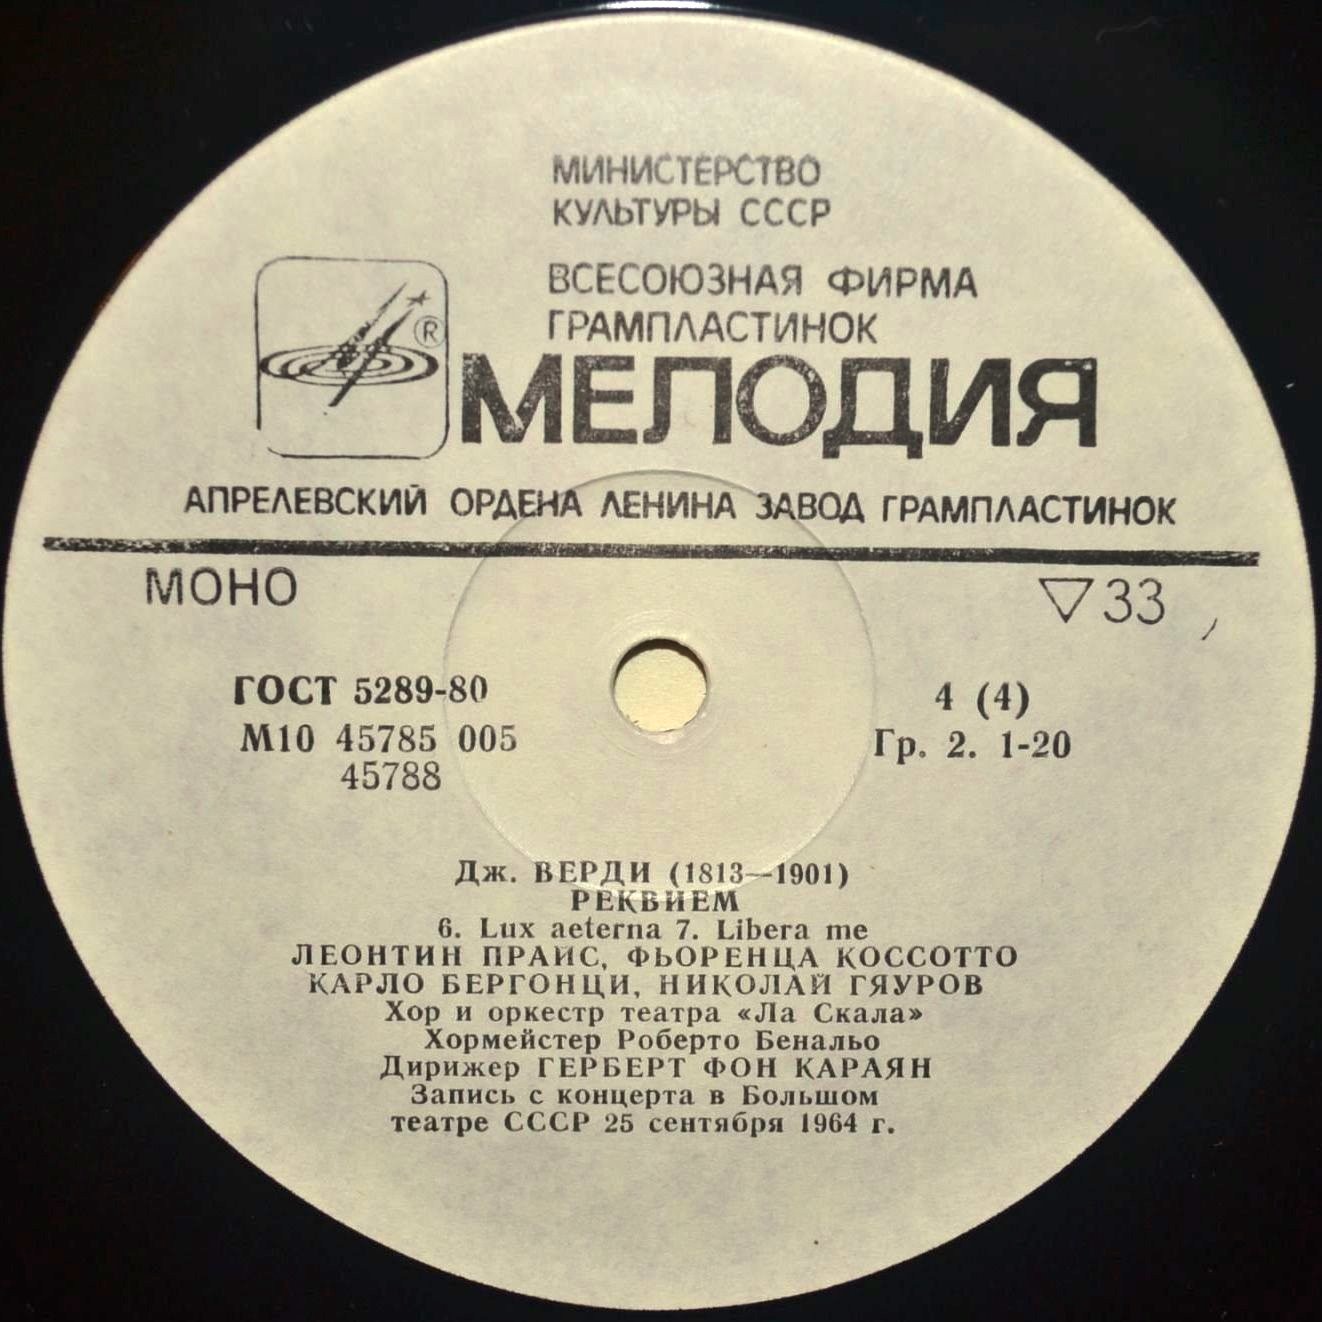 МИНИСТЕРСТВО
КУЛЬТУРЫ СССР
ВСЕСОЮЗНАЯ ФИРМА
ГРАМПЛАСТИНОК
®
МЕЛОДИЯ
АПРЕЛЕВСКИЙ ОРДЕНА ЛЕНИНА ЗАВОД ГРАМПЛАСТИНОК
МОНО
▽33
ГОСТ 5289-80
4 (4)
М10 45785 005
Гр. 2. 1-20
45788
Дж. ВЕРДИ (1813—1901)
РЕКВИЕМ
6. Lux aeterna 7. Libera me
ЛЕОНТИН ПРАЙС, ФЬОРЕНЦА КОССОТТО
КАРЛО БЕРГОНЦИ, НИКОЛАЙ ГЯУРОВ
Хор и оркестр театра «Ла Скала»
Хормейстер Роберто Бенальо
Дирижер ГЕРБЕРТ ФОН КАРАЯН
Запись с концерта в Большом
театре СССР 25 сентября 1964 г.